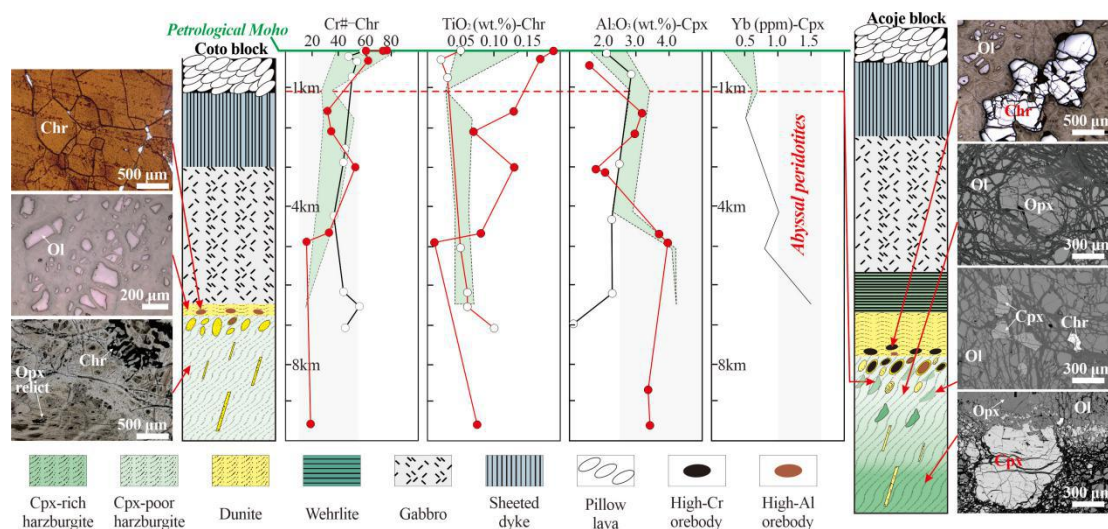 Petrological Moho
Coto block
Cr#–Chr
20 40 60 80
TiO₂ (wt.%)-Chr
0.05 0.10 0.15
Al₂O₃ (wt.%)-Cpx
2.0 3.0 4.0
Yb (ppm)-Cpx
0.5 1.5
Acoje block
1km
4km
8km
1km
4km
8km
Abyssal peridotites
Chr
500 μm
Ol
200 μm
Chr
Opx
relict
500 μm
Ol
Chr
500 μm
Ol
Opx
300 μm
Cpx
Chr
Ol
300 μm
Opx
Ol
Cpx
300 μm
Cpx-rich
harzburgite
Cpx-poor
harzburgite
Dunite
Wehrlite
Gabbro
Sheeted
dyke
Pillow
lava
High-Cr
orebody
High-Al
orebody